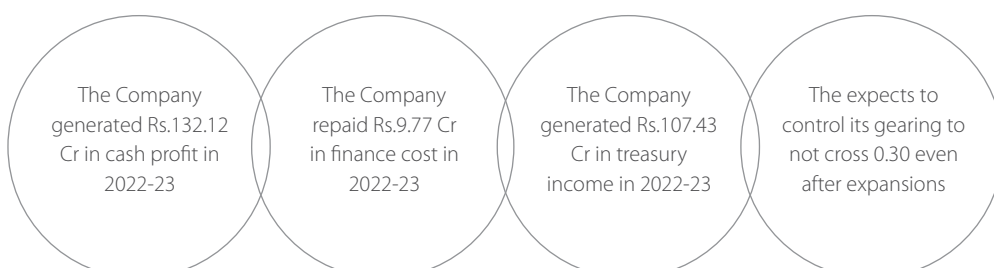 The Company
generated Rs.132.12
Cr in cash profit in
2022-23
The Company
repaid Rs.9.77 Cr
in finance cost in
2022-23
The Company
generated Rs.107.43
Cr in treasury
income in 2022-23
The expects to
control its gearing to
not cross 0.30 even
after expansions